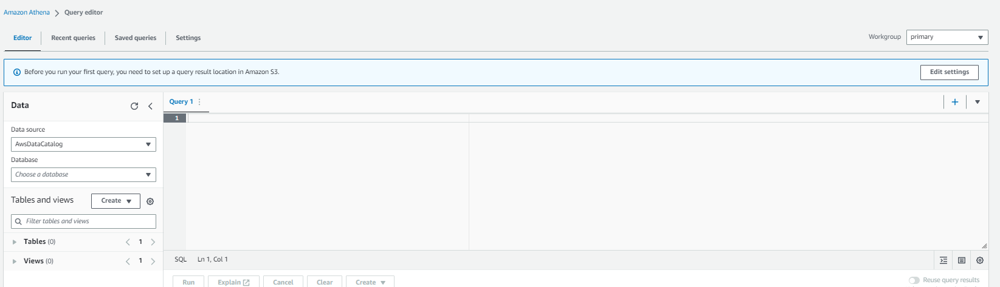 Amazon Athena > Query editor
Editor Recent queries Saved queries Settings Workgroup primary
Before you run your first query, you need to set up a query result location in Amazon S3. Edit settings
Data
Query 1
1
Data source
AwsDataCatalog
Database
Choose a database
Tables and views Create
Filter tables and views
Tables (0) < 1 >
Views (0) < 1 >
SQL Ln 1, Col 1
Run Explain Cancel Clear Create Reuse query results